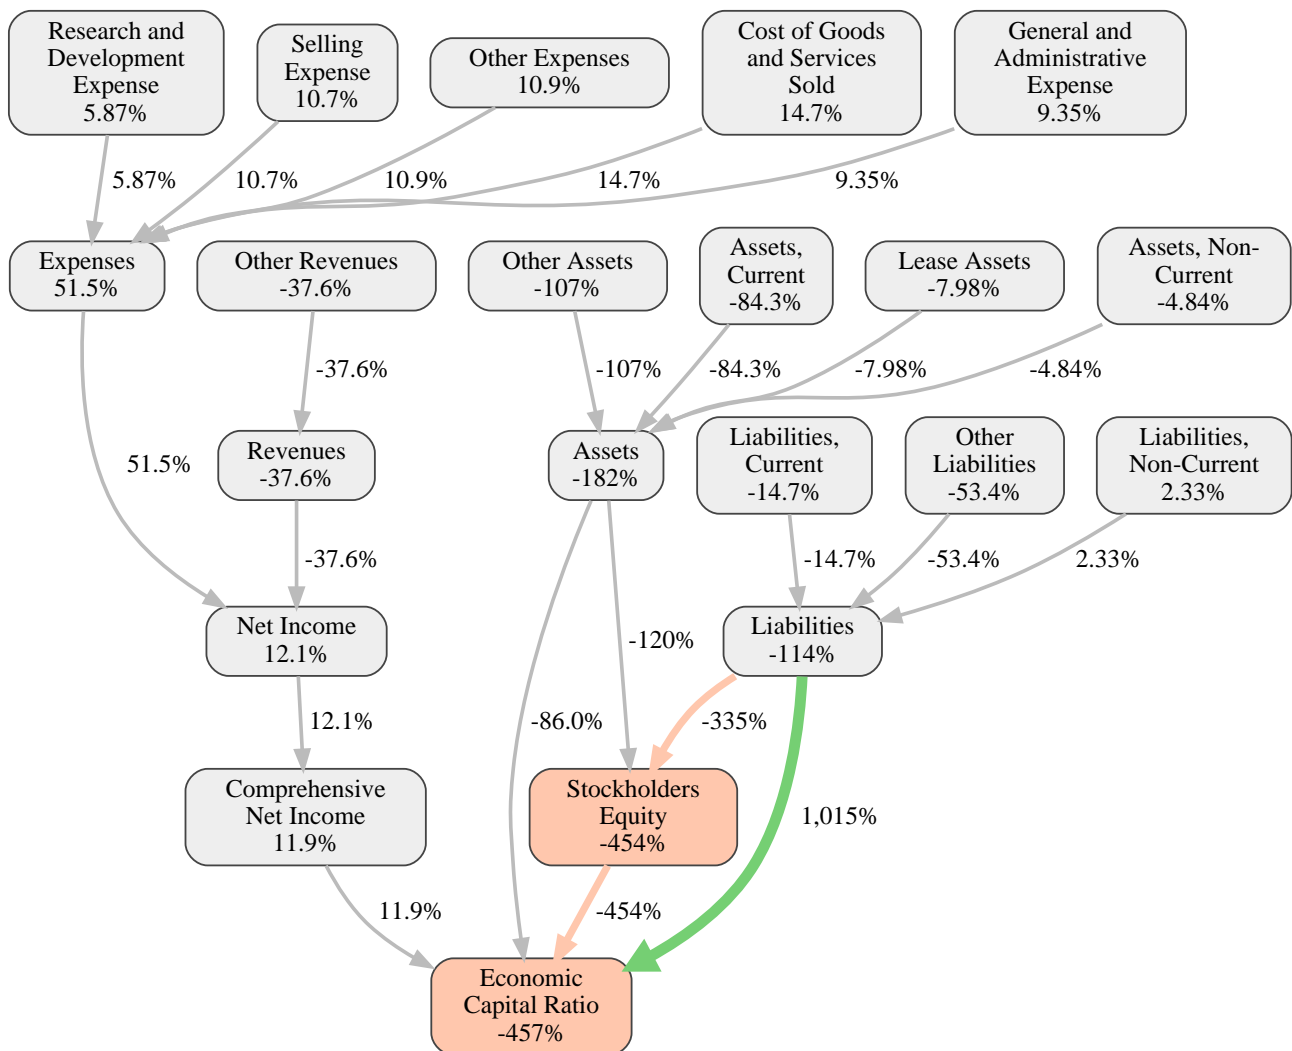 Research and
Development
Expense
5.87%
Selling
Expense
10.7%
Other Expenses
10.9%
Cost of Goods
and Services
Sold
14.7%
General and
Administrative
Expense
9.35%
5.87%
10.7%
10.9%
14.7%
9.35%
Expenses
51.5%
Other Revenues
-37.6%
Other Assets
-107%
Assets,
Current
-84.3%
Lease Assets
-7.98%
Assets, Non-
Current
-4.84%
-37.6%
-107%
-84.3%
-7.98%
-4.84%
51.5%
Revenues
-37.6%
Assets
-182%
Liabilities,
Current
-14.7%
Other
Liabilities
-53.4%
Liabilities,
Non-Current
2.33%
-37.6%
-14.7%
-53.4%
2.33%
Net Income
12.1%
-120%
Liabilities
-114%
12.1%
-86.0%
-335%
Comprehensive
Net Income
11.9%
Stockholders
Equity
-454%
1,015%
11.9%
-454%
Economic
Capital Ratio
-457%